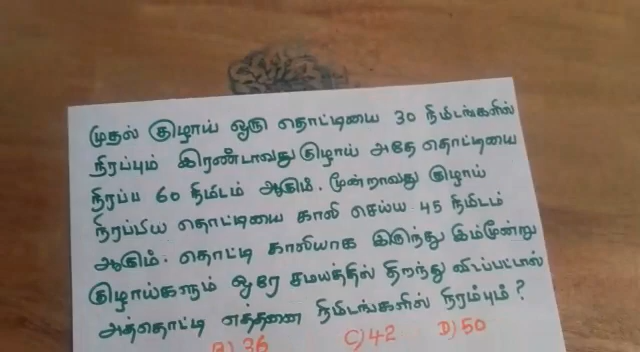 முதல் குழாய் ஒரு தொட்டியை 30 நிமிடங்களில்
நிரப்பும் இரண்டாவது குழாய் அதே தொட்டியை
நிரப்ப 60 நிமிடம் ஆகும். மூன்றாவது குழாய்
நிரம்பிய தொட்டியை காலி செய்ய 45 நிமிடம்
ஆகும். தொட்டி காலியாக இருந்து இம்மூன்று
குழாய்களும் ஒரே சமயத்தில் திறந்து விடப்பட்டால்
அத்தொட்டி எத்தனை நிமிடங்களில் நிரம்பும்?
B) 36 C) 42 D) 50